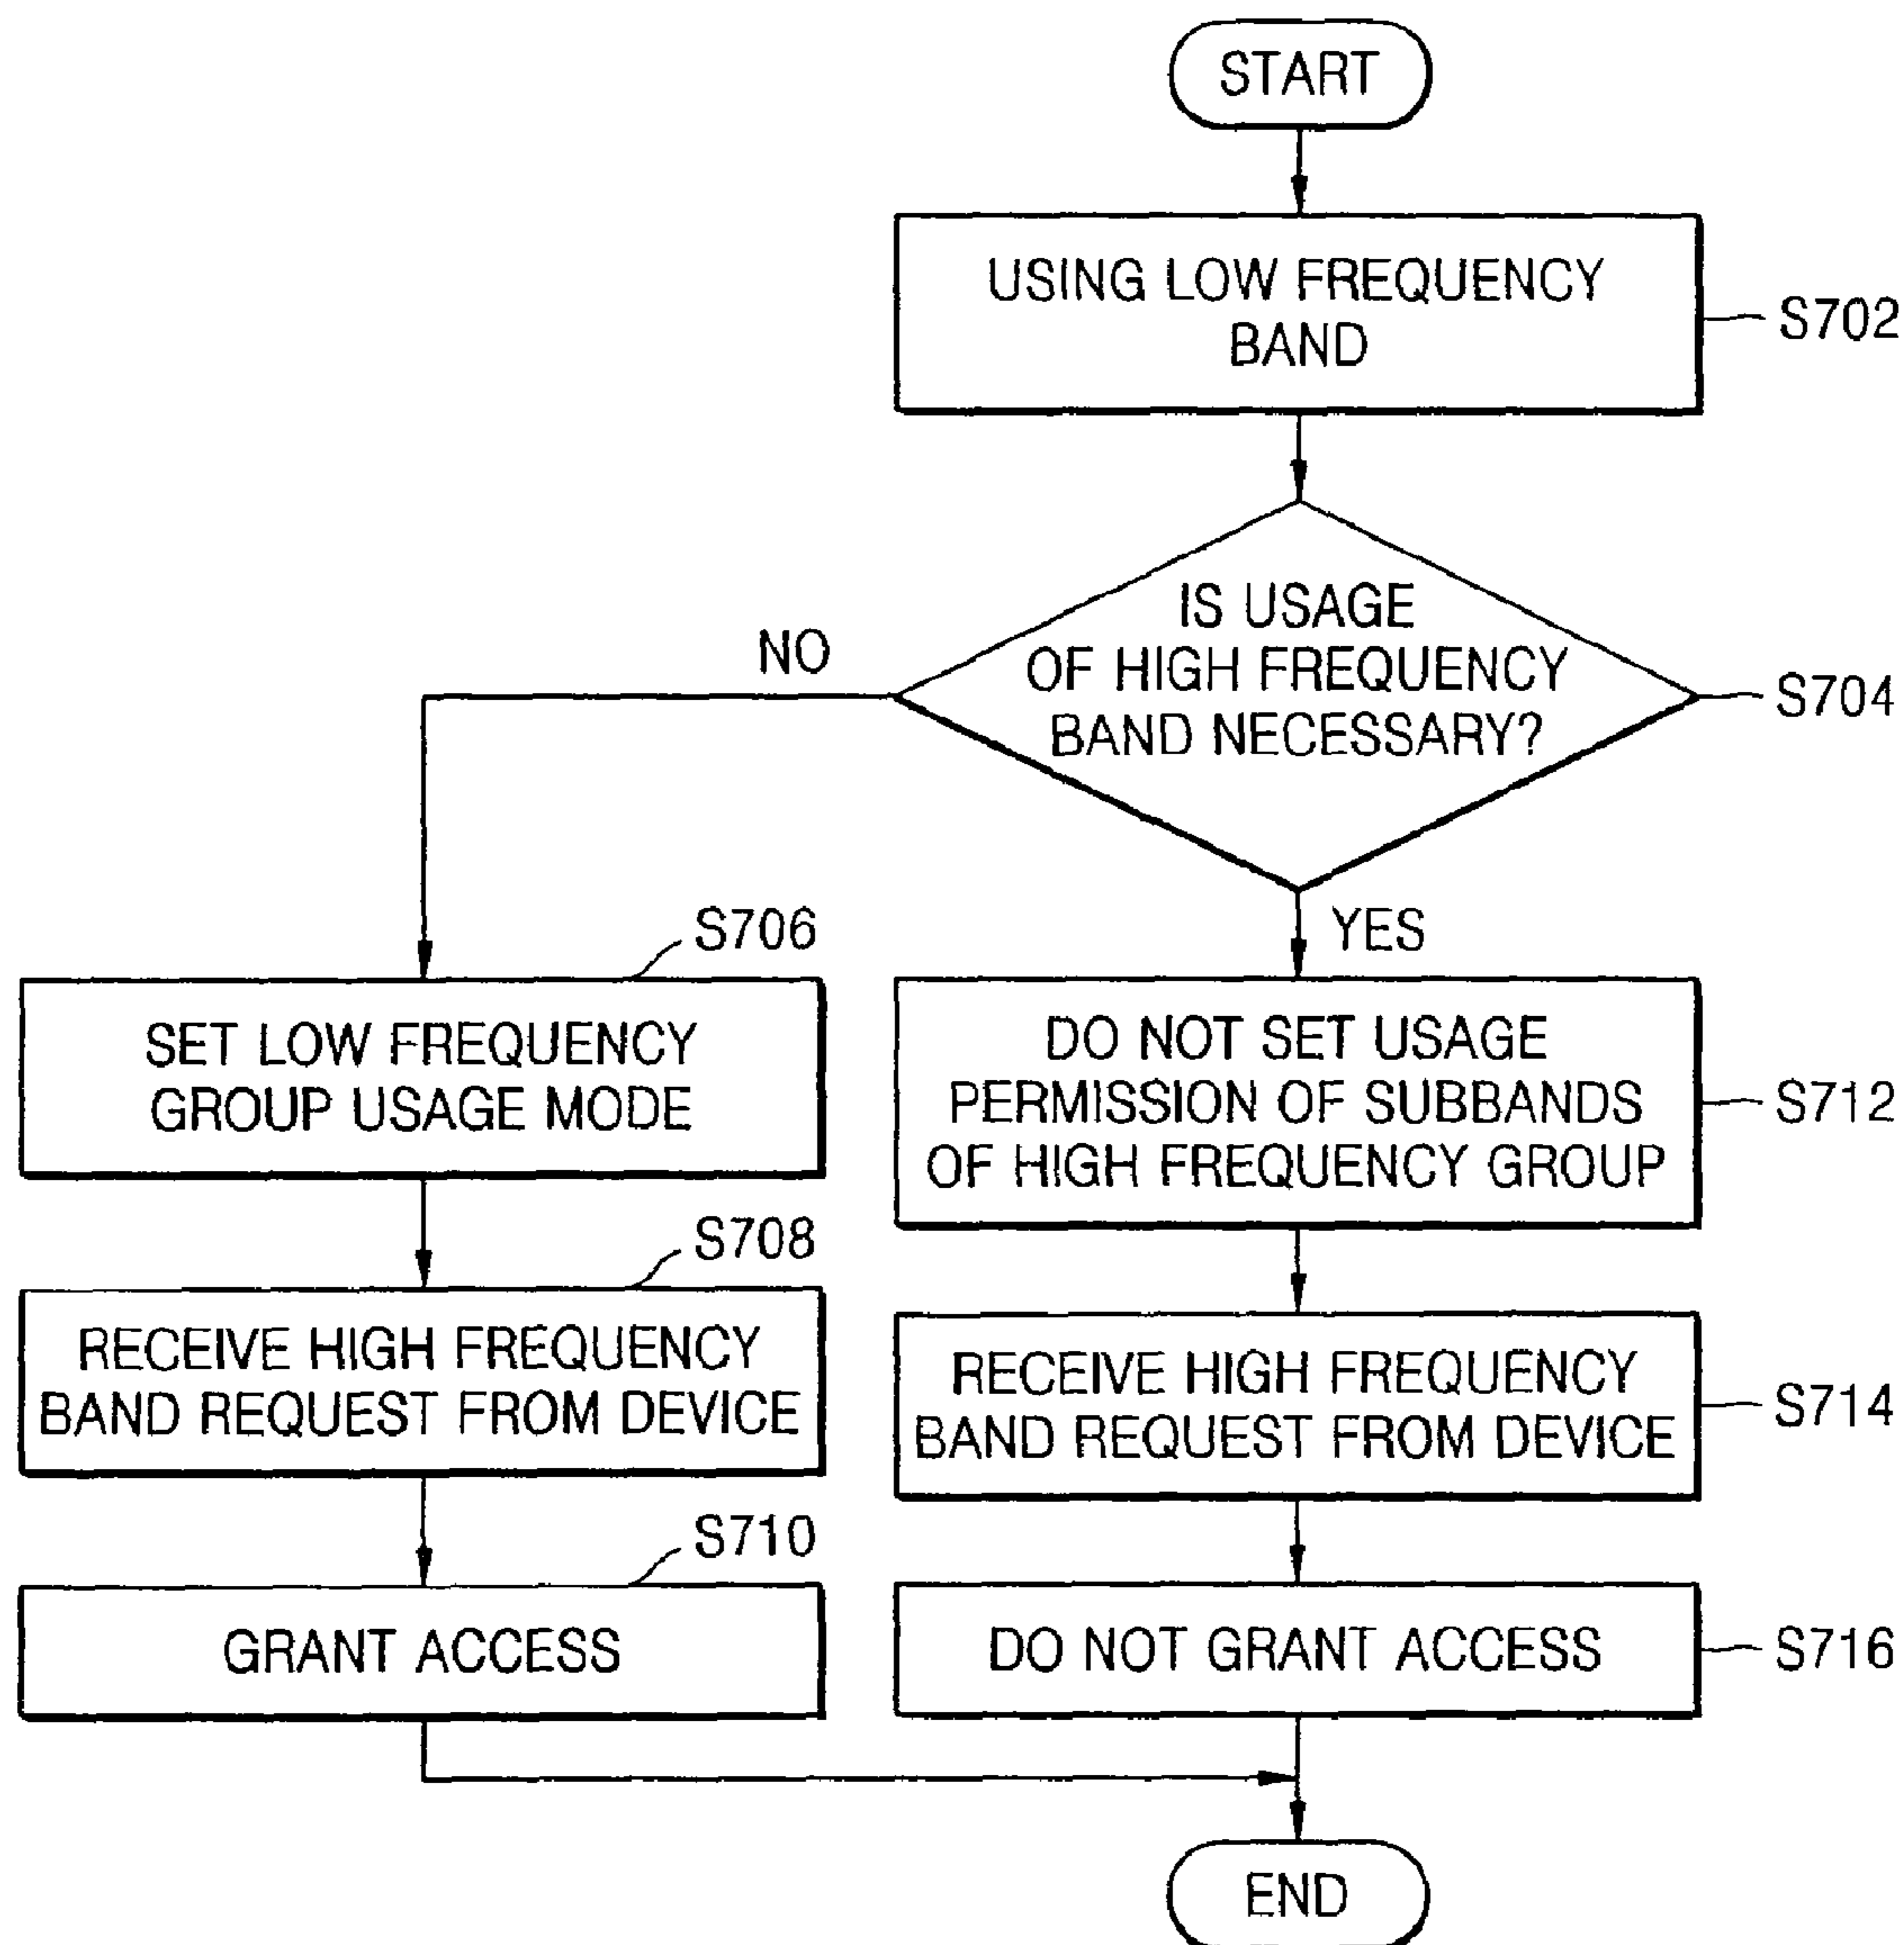 START
USING LOW FREQUENCY
BAND
S702
IS USAGE
OF HIGH FREQUENCY
BAND NECESSARY?
S704
NO
YES
S706
SET LOW FREQUENCY
GROUP USAGE MODE
DO NOT SET USAGE
PERMISSION OF SUBBANDS
OF HIGH FREQUENCY GROUP
S712
S708
RECEIVE HIGH FREQUENCY
BAND REQUEST FROM DEVICE
RECEIVE HIGH FREQUENCY
BAND REQUEST FROM DEVICE
S714
S710
GRANT ACCESS
DO NOT GRANT ACCESS
S716
END